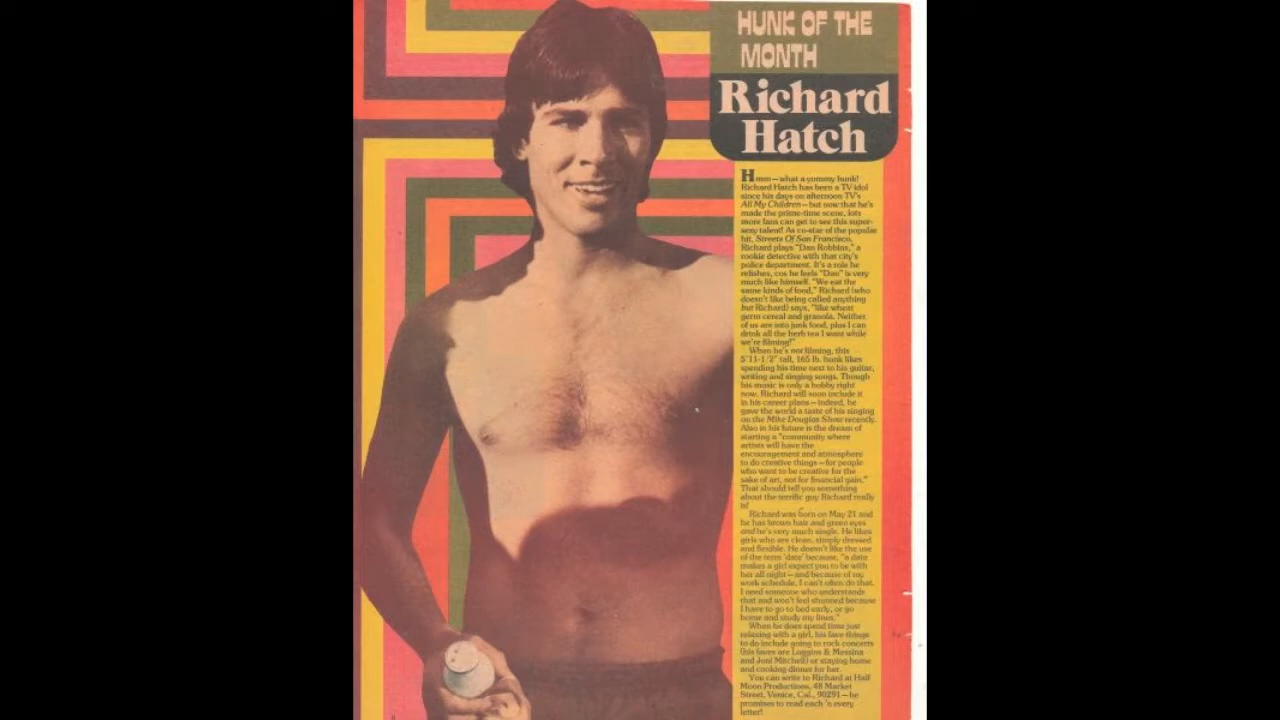 HUNK OF THE
MONTH
Richard
Hatch
Hmm—what a yummy hunk!
Richard Hatch has been a TV idol
since his days on afternoon TV's
All My Children—but now that he's
made the prime-time scene, lots
more fans can get to see this super-
sexy talent! As co-star of the popular
hit, Streets Of San Francisco,
Richard plays "Dan Robbins," a
rookie detective with that city's
police department. It's a role he
relishes, cos he feels "Dan" is very
much like himself. "We eat the
same kinds of food," Richard (who
doesn't like being called anything
but Richard) says, "like wheat
germ cereal and granola. Neither
of us are into junk food, plus I can
drink all the herb tea I want while
we're filming!"
When he's not filming, this
5'11-1/2" tall, 165 lb. hunk likes
spending his time next to his guitar,
writing and singing songs. Though
his music is only a hobby right
now, Richard will soon include it
in his career plans—indeed, he
gave the world a taste of his singing
on the Mike Douglas Show recently.
Also in his future is the dream of
starting a "community where
artists will have the
encouragement and atmosphere
to do creative things—for people
who want to be creative for the
sake of art, not for financial gain."
That should tell you something
about the terrific guy Richard really
is!
Richard was born on May 21 and
he has brown hair and green eyes
and he's very much single. He likes
girls who are clean, simply dressed
and flexible. He doesn't like the use
of the term 'date' because, "a date
makes a girl expect you to be with
her all night—and because of my
work schedule, I can't often do that.
I need someone who understands
that and won't feel shunned because
I have to go to bed early, or go
home and study my lines."
When he does spend time just
relaxing with a girl, his fave things
to do include going to rock concerts
(his faves are Loggins & Messina
and Joni Mitchell) or staying home
and cooking dinner for her.
You can write to Richard at Half
Moon Productions, 48 Market
Street, Venice, Cal., 90291—he
promises to read each 'n every
letter!